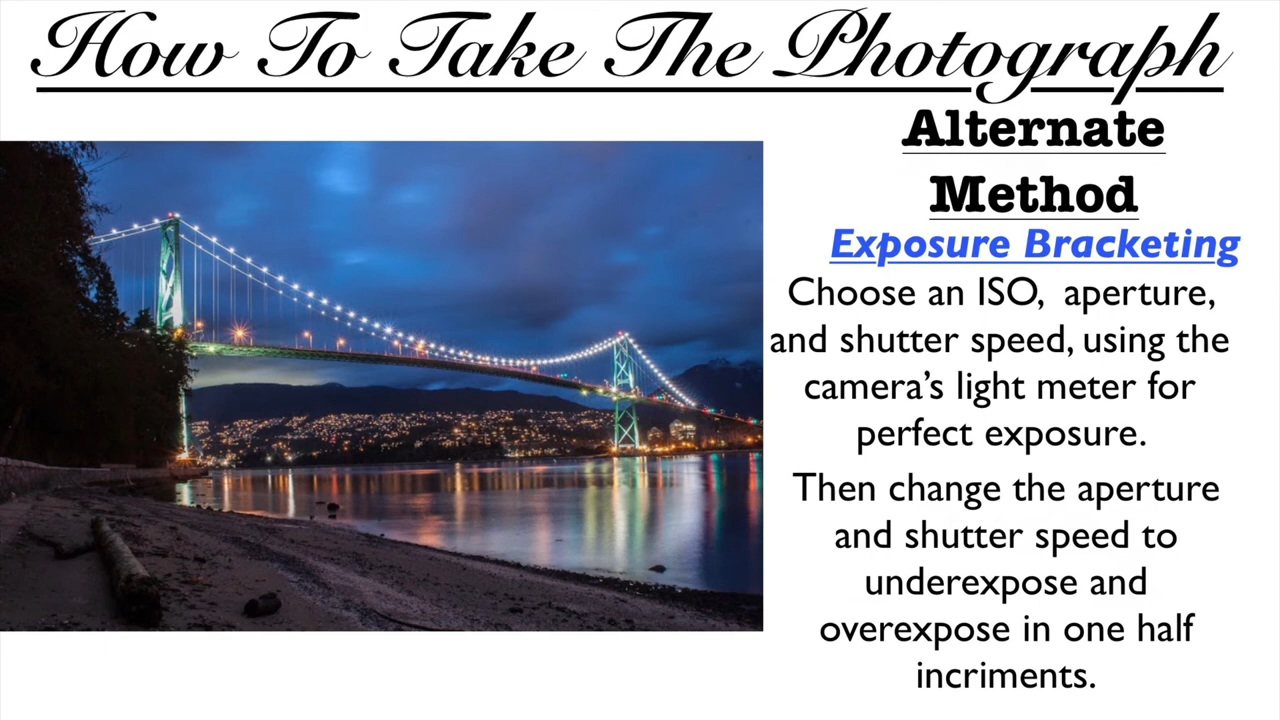 How To Take The Photograph
Alternate
Method
Exposure Bracketing
Choose an ISO, aperture,
and shutter speed, using the
camera's light meter for
perfect exposure.
Then change the aperture
and shutter speed to
underexpose and
overexpose in one half
incriments.